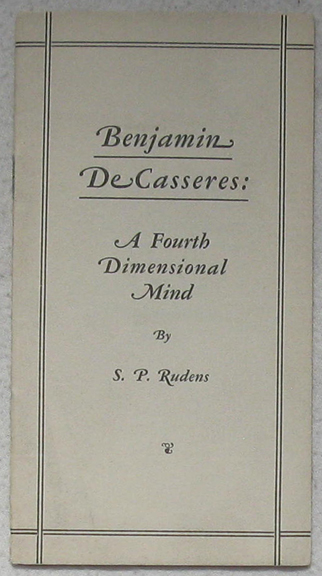 Benjamin
DeCasseres:
A Fourth
Dimensional
Mind
By
S. P. Rudens